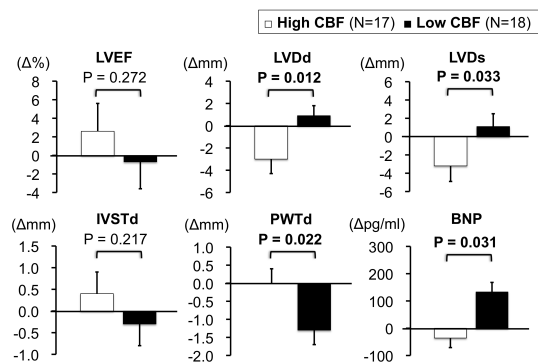 □ High CBF (N=17) ■ Low CBF (N=18)
LVEF
(Δ%)
P = 0.272
8
6
4
2
0
-2
-4
LVDd
(Δmm)
P = 0.012
4
2
0
-2
-4
-6
LVDs
(Δmm)
P = 0.033
4
2
0
-2
-4
-6
IVSTd
(Δmm)
P = 0.217
1.5
1.0
0.5
0.0
-0.5
-1.0
PWTd
(Δmm)
P = 0.022
1.0
0.5
0.0
-0.5
-1.0
-1.5
-2.0
BNP
(Δpg/ml)
P = 0.031
300
200
100
0
-100